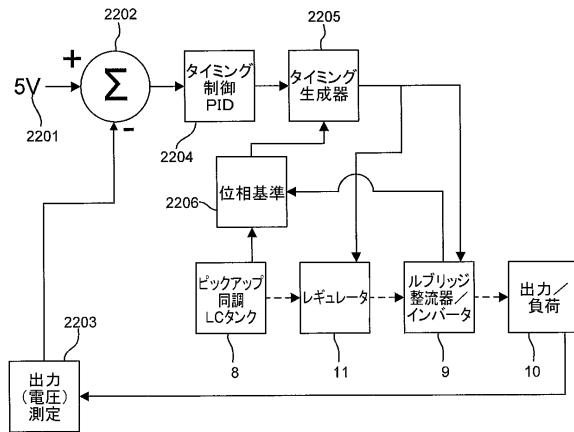 2202
2205
5V
+
Σ
-
2201
タイミング
制御
PID
2204
タイミング
生成器
位相基準
2206
ピックアップ
同調
LCタンク
8
レギュレータ
11
ルブリッジ
整流器/
インバータ
9
出力/
負荷
10
2203
出力
(電圧)
測定